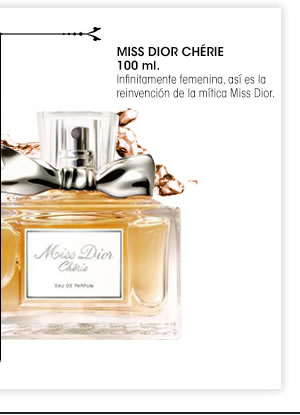 MISS DIOR CHÉRIE
100 ml.
Infinitamente femenina, así es la
reinvención de la mítica Miss Dior.
Miss Dior
Chérie
EAU DE PARFUM